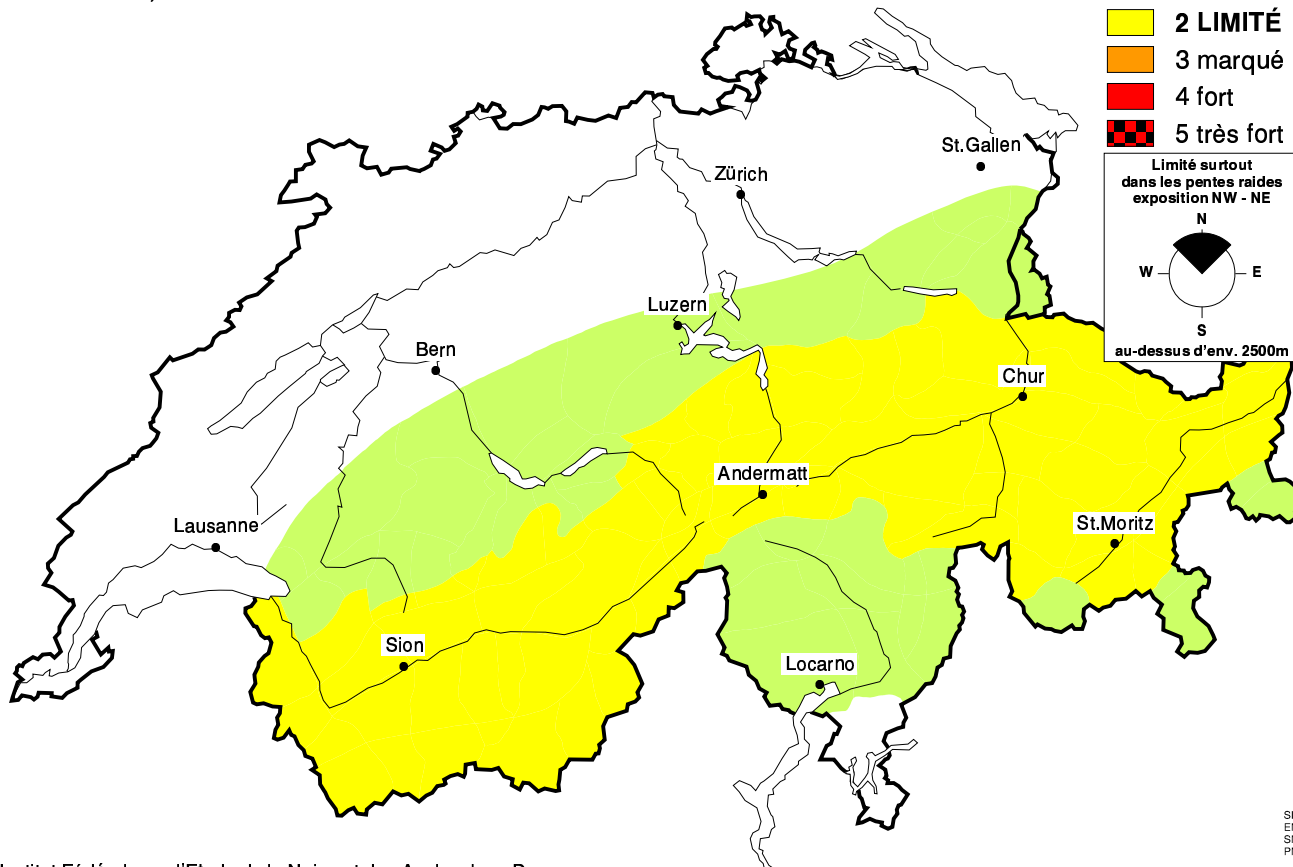 2 LIMITÉ
3 marqué
4 fort
5 très fort
Limité surtout
dans les pentes raides
exposition NW - NE
N
W
E
S
au-dessus d'env. 2500m
St.Gallen
Zürich
Luzern
Bern
Chur
Andermatt
Lausanne
St.Moritz
Sion
Locarno